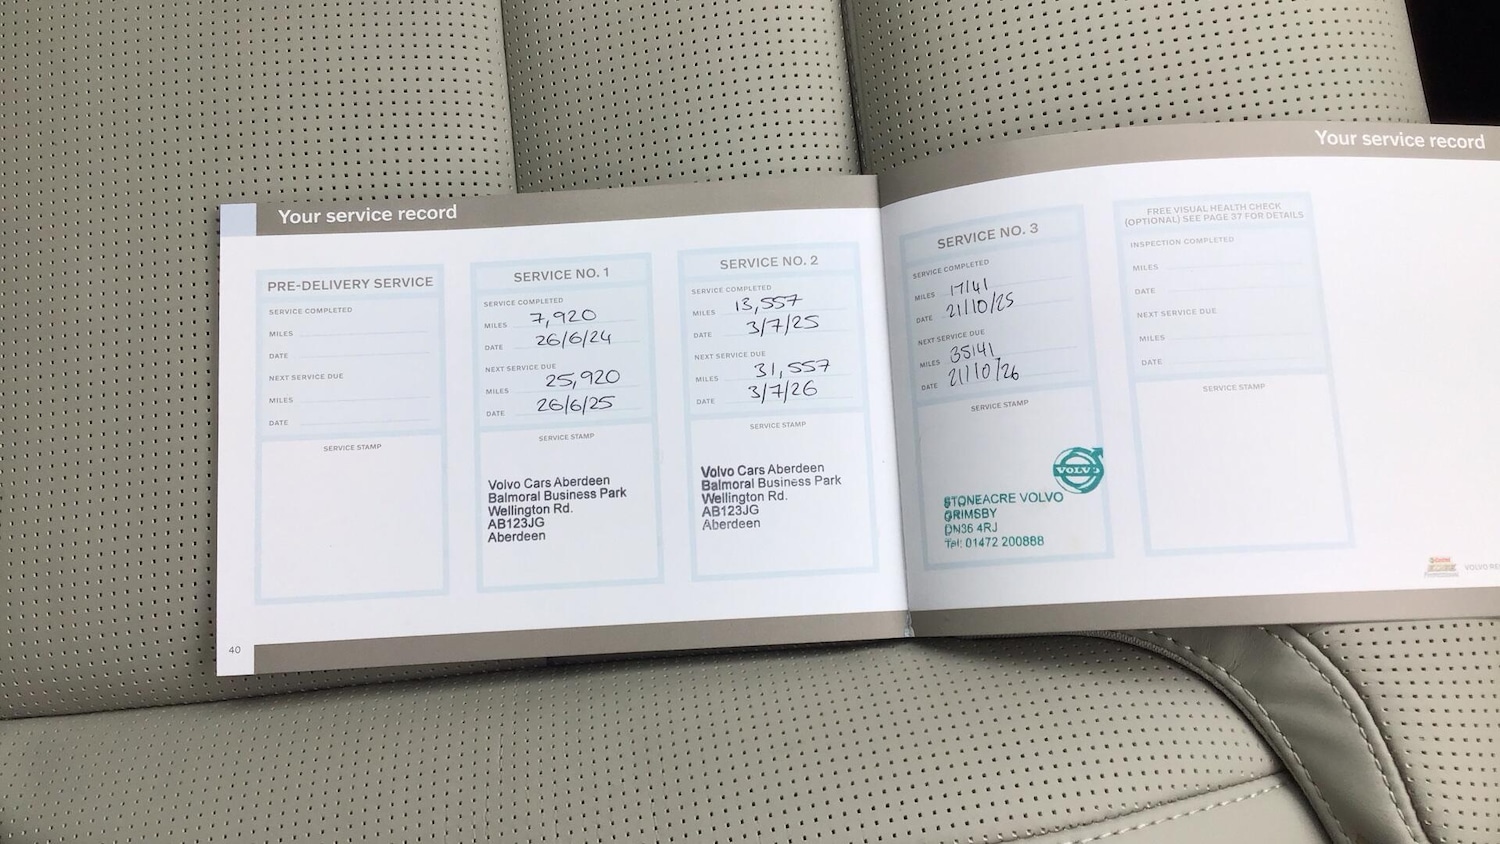 Your service record
PRE-DELIVERY SERVICE
SERVICE COMPLETED
MILES
DATE
NEXT SERVICE DUE
MILES
DATE
SERVICE STAMP
40
SERVICE NO. 1
SERVICE COMPLETED
MILES 7,920
DATE 26/6/24
NEXT SERVICE DUE
MILES 25,920
DATE 26/6/25
SERVICE STAMP
Volvo Cars Aberdeen
Balmoral Business Park
Wellington Rd.
AB123JG
Aberdeen
SERVICE NO. 2
SERVICE COMPLETED
MILES 13,557
DATE 3/7/25
NEXT SERVICE DUE
MILES 31,557
DATE 3/7/26
SERVICE STAMP
Volvo Cars Aberdeen
Balmoral Business Park
Wellington Rd.
AB123JG
Aberdeen
Your service record
SERVICE NO. 3
SERVICE COMPLETED
MILES 17141
DATE 21/10/25
NEXT SERVICE DUE
MILES 35141
DATE 21/10/26
SERVICE STAMP
VOLVO
STONEACRE VOLVO
GRIMSBY
DN36 4RJ
Tel: 01472 200888
FREE VISUAL HEALTH CHECK
(OPTIONAL) SEE PAGE 37 FOR DETAILS
INSPECTION COMPLETED
MILES
DATE
NEXT SERVICE DUE
MILES
DATE
SERVICE STAMP
Castrol
VOLVO